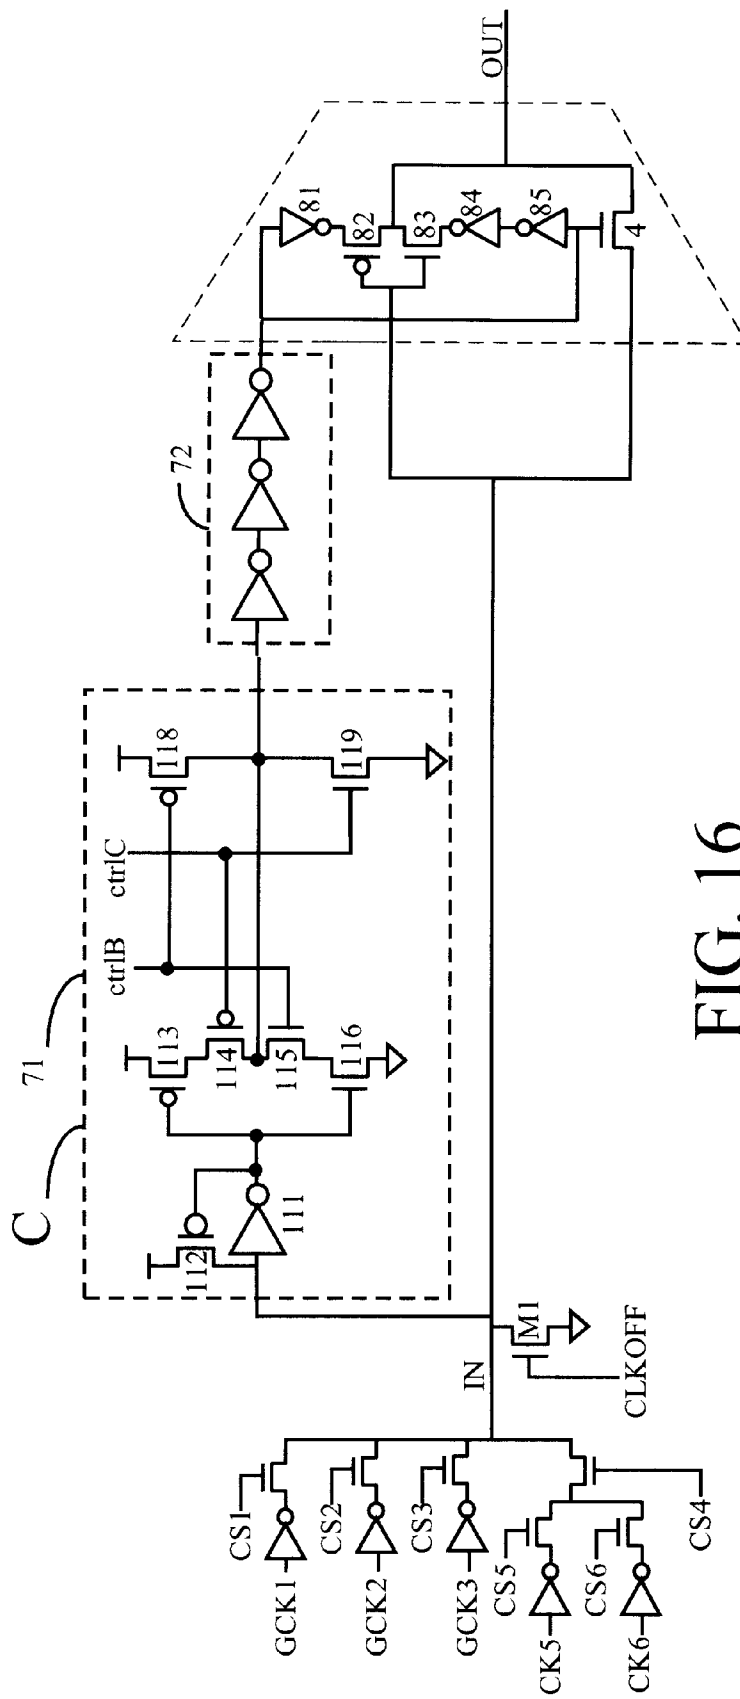 C
71
72
ctrlB
ctrlC
112
111
113
114
115
116
118
119
81
82
83
84
85
4
OUT
IN
M1
CLKOFF
CS1
GCK1
CS2
GCK2
CS3
GCK3
CS5
CK5
CS6
CK6
CS4
FIG. 16